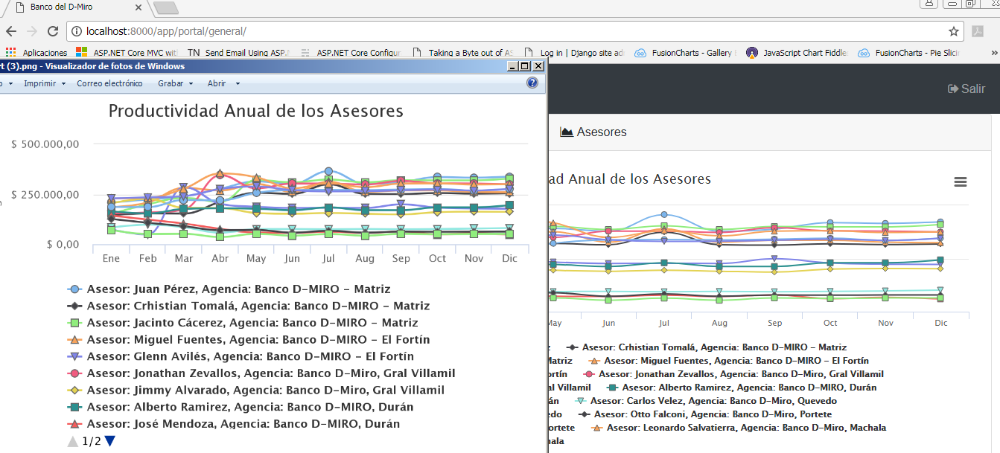 Banco del D-Miro
localhost:8000/app/portal/general/
Aplicaciones
ASP.NET Core MVC wit
TN Send Email Using ASP.
ASP.NET Core Configur
Taking a Byte out of AS
Log in | Django site ad
FusionCharts - Gallery
JavaScript Chart Fiddle
FusionCharts - Pie Slicin
»
rt (3).png - Visualizador de fotos de Windows
Imprimir
Correo electrónico
Grabar
Abrir
?
Salir
Productividad Anual de los Asesores
$ 500.000,00
$ 250.000,00
$ 0,00
Ene Feb Mar Abr May Jun Jul Aug Sep Oct Nov Dic
Asesor: Juan Pérez, Agencia: Banco D-MIRO - Matriz
Asesor: Crhistian Tomalá, Agencia: Banco D-MIRO - Matriz
Asesor: Jacinto Cácerez, Agencia: Banco D-MIRO - Matriz
Asesor: Miguel Fuentes, Agencia: Banco D-MIRO - El Fortín
Asesor: Glenn Avilés, Agencia: Banco D-MIRO - El Fortín
Asesor: Jonathan Zevallos, Agencia: Banco D-Miro, Gral Villamil
Asesor: Jimmy Alvarado, Agencia: Banco D-Miro, Gral Villamil
Asesor: Alberto Ramirez, Agencia: Banco D-MIRO, Durán
Asesor: José Mendoza, Agencia: Banco D-MIRO, Durán
1/2
Asesores
ad Anual de los Asesores
May Jun Jul Aug Sep Oct Nov Dic
z Asesor: Crhistian Tomalá, Agencia: Banco D-MIRO - Matriz
Matriz Asesor: Miguel Fuentes, Agencia: Banco D-MIRO - El Fortín
ortín Asesor: Jonathan Zevallos, Agencia: Banco D-Miro, Gral Villamil
al Villamil Asesor: Alberto Ramirez, Agencia: Banco D-MIRO, Durán
án Asesor: Carlos Velez, Agencia: Banco D-Miro, Quevedo
edo Asesor: Otto Falconi, Agencia: Banco D-Miro, Portete
ortete Asesor: Leonardo Salvatierra, Agencia: Banco D-Miro, Machala
hala